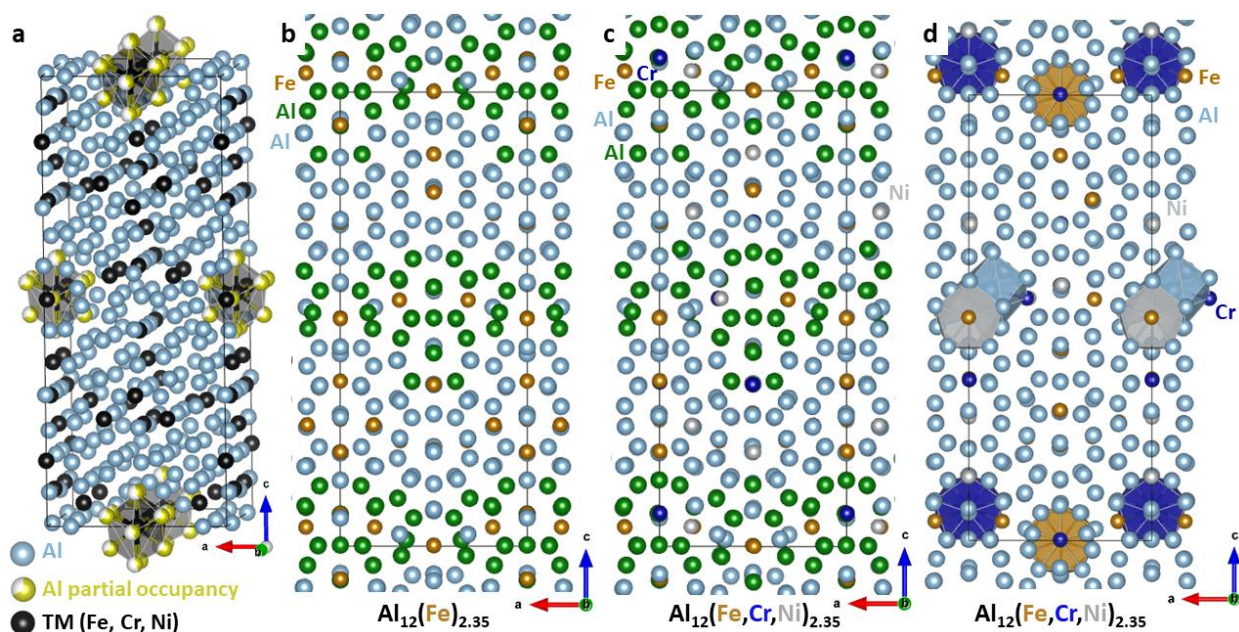 a
c
a
b
Al
Al partial occupancy
TM (Fe, Cr, Ni)
b
Fe
Al
Al
c
a
b
Al12(Fe)2.35
c
Cr
Fe
Al
Al
Ni
c
a
b
Al12(Fe,Cr,Ni)2.35
d
Fe
Al
Ni
Cr
c
a
b
Al12(Fe,Cr,Ni)2.35